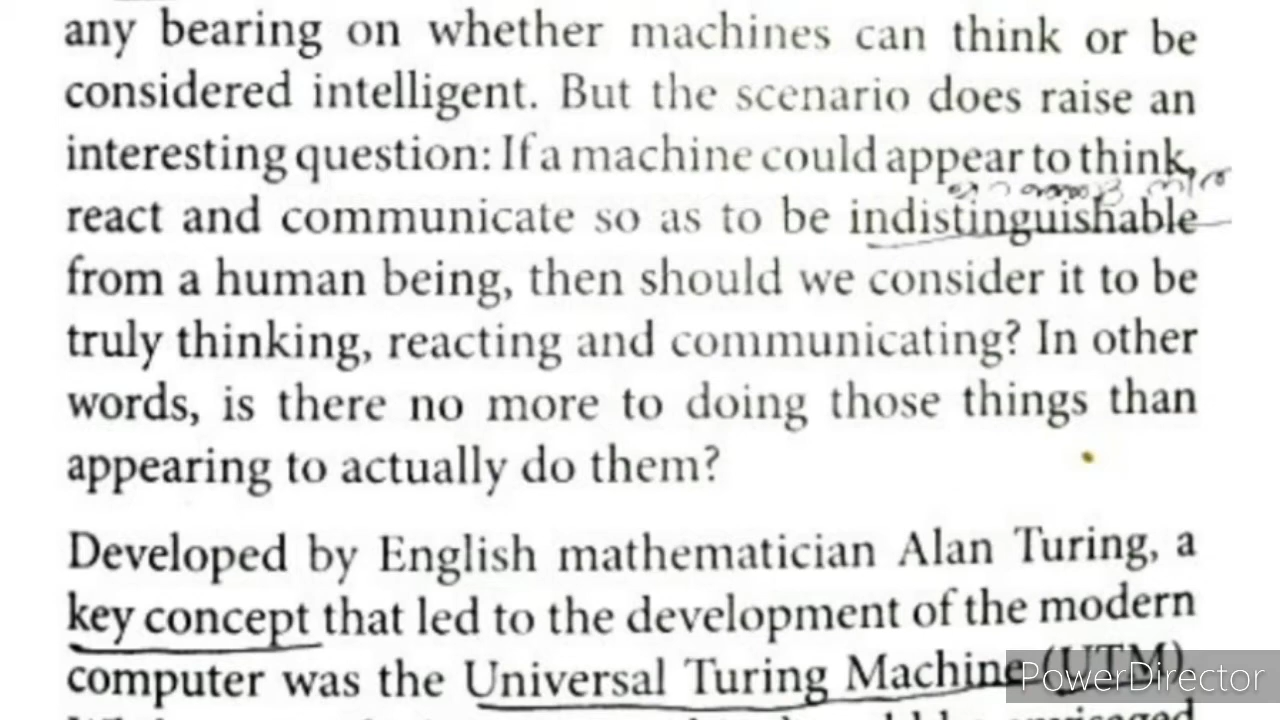 any bearing on whether machines can think or be
considered intelligent. But the scenario does raise an
interesting question: If a machine could appear to think,
react and communicate so as to be indistinguishable
from a human being, then should we consider it to be
truly thinking, reacting and communicating? In other
words, is there no more to doing those things than
appearing to actually do them?
Developed by English mathematician Alan Turing, a
key concept that led to the development of the modern
computer was the Universal Turing Machine (UTM).
PowerDirector